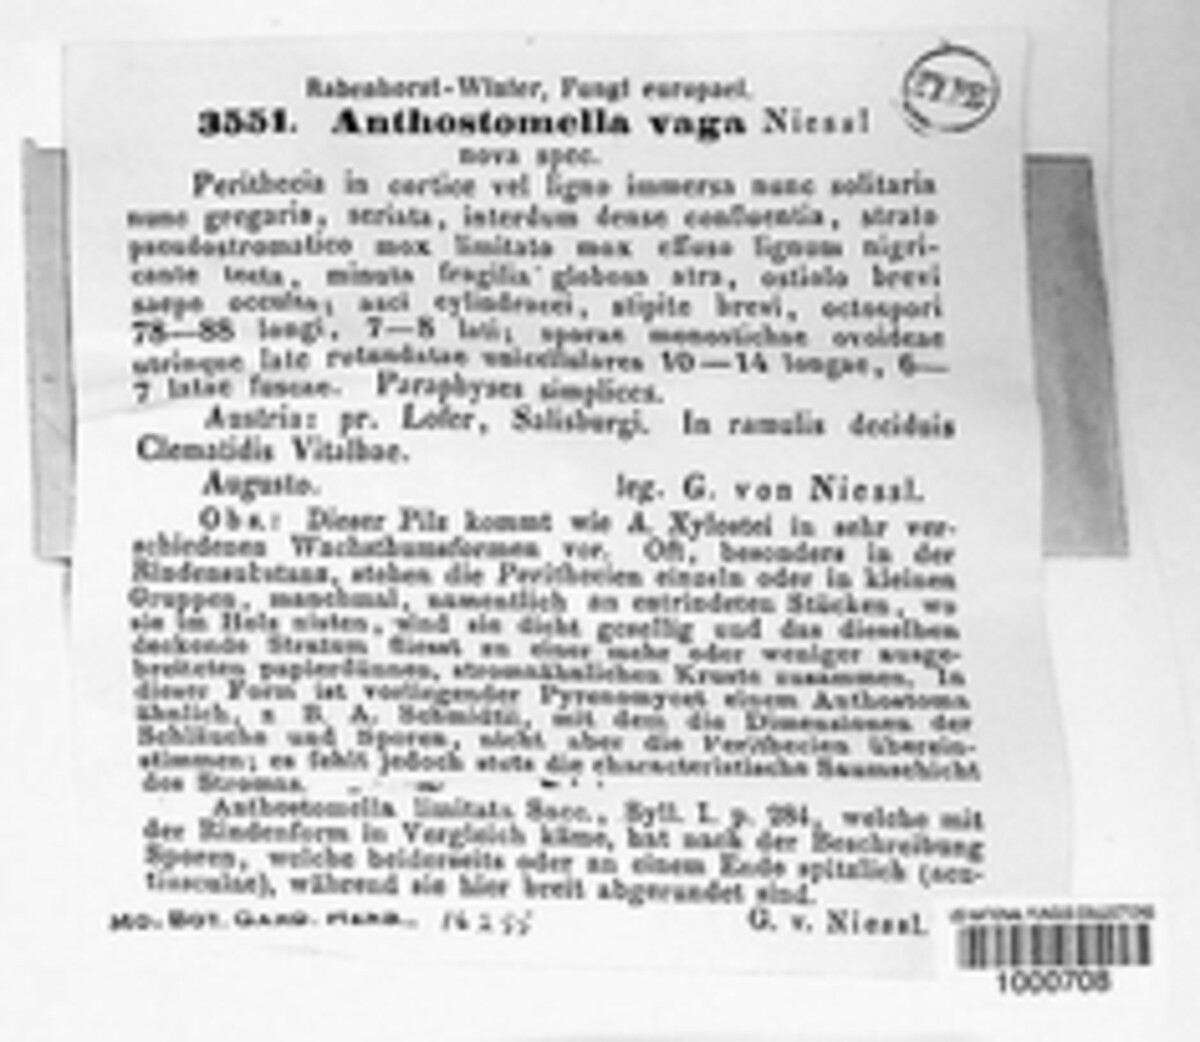 Rabenhorst-Winter, Fungi europaei.
TYPE
3551. Anthostomella vaga Niessl
nova spec.
Perithecia in cortice vel ligno immersa nunc solitaria
nunc gregaria, seriata, interdum dense confluentia, strato
pseudostromatico mox limitato mox effuso lignum nigri-
cante tecta, minuta fragilia globosa atra, ostiolo brevi
saepe occulto; asci cylindracei, stipite brevi, octospori
78—88 longi, 7—8 lati; sporae monostichae ovoideae
utrinque late rotundatae unicellulares 10—14 longae, 6—
7 latae fuscae. Paraphyses simplices.
Austria: pr. Lofer, Salisburgi. In ramulis deciduis
Clematidis Vitalbae.
Augusto. leg. G. von Niessl.
Obs.: Dieser Pilz kommt wie A. Xylostei in sehr ver-
schiedenen Wachsthumsformen vor. Oft, besonders in der
Rindensubstanz, stehen die Perithecien einzeln oder in kleinen
Gruppen, manchmal, namentlich an entrindeten Stücken, wo
sie im Holz nisten, sind sie dicht gesellig und das dieselben
deckende Stratum fliesst zu einer mehr oder weniger ausge-
breiteten papierdünnen, stromaähnlichen Kruste zusammen. In
dieser Form ist vorliegender Pyrenomycet einem Anthostoma
ähnlich, z B. A. Schmidtii, mit dem die Dimensionen der
Schläuche und Sporen, nicht aber die Perithecien überein-
stimmen; es fehlt jedoch stets die characteristische Saumschicht
des Stromas.
Anthostomella limitata Sacc., Syll. I. p. 284, welche mit
der Rindenform in Vergleich käme, hat nach der Beschreibung
Sporen, welche beiderseits oder an einem Ende spitzlich (acu-
tiusculae), während sie hier breit abgerundet sind.
G. v. Niessl.
MO. BOT. GARD. HERB. 16255
1000708